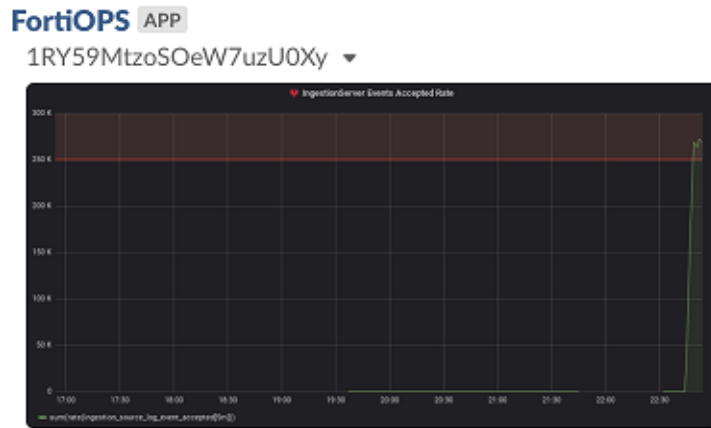 FortiOPS APP
1RY59MtzoSOeW7uzU0Xy
IngestionServer Events Accepted Rate
300 K
250 K
200 K
150 K
100 K
50 K
0
17:00 17:30 18:00 18:30 19:00 19:30 20:00 20:30 21:00 21:30 22:00 22:30
sum(rate(ingestion_source_log_event_accepted[5m]))